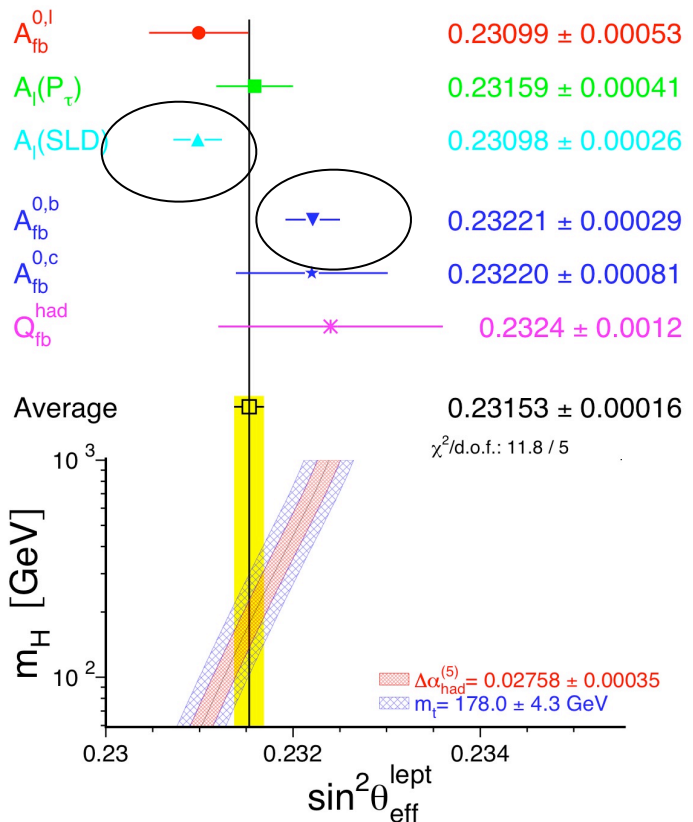 A_fb^0,l 0.23099 ± 0.00053
A_l(P_τ) 0.23159 ± 0.00041
A_l(SLD) 0.23098 ± 0.00026
A_fb^0,b 0.23221 ± 0.00029
A_fb^0,c 0.23220 ± 0.00081
Q_fb^had 0.2324 ± 0.0012
Average 0.23153 ± 0.00016
χ²/d.o.f.: 11.8 / 5
10³
m_H [GeV]
10²
Δα_had^(5)= 0.02758 ± 0.00035
m_t= 178.0 ± 4.3 GeV
0.23 0.232 0.234
sin²θ_eff^lept